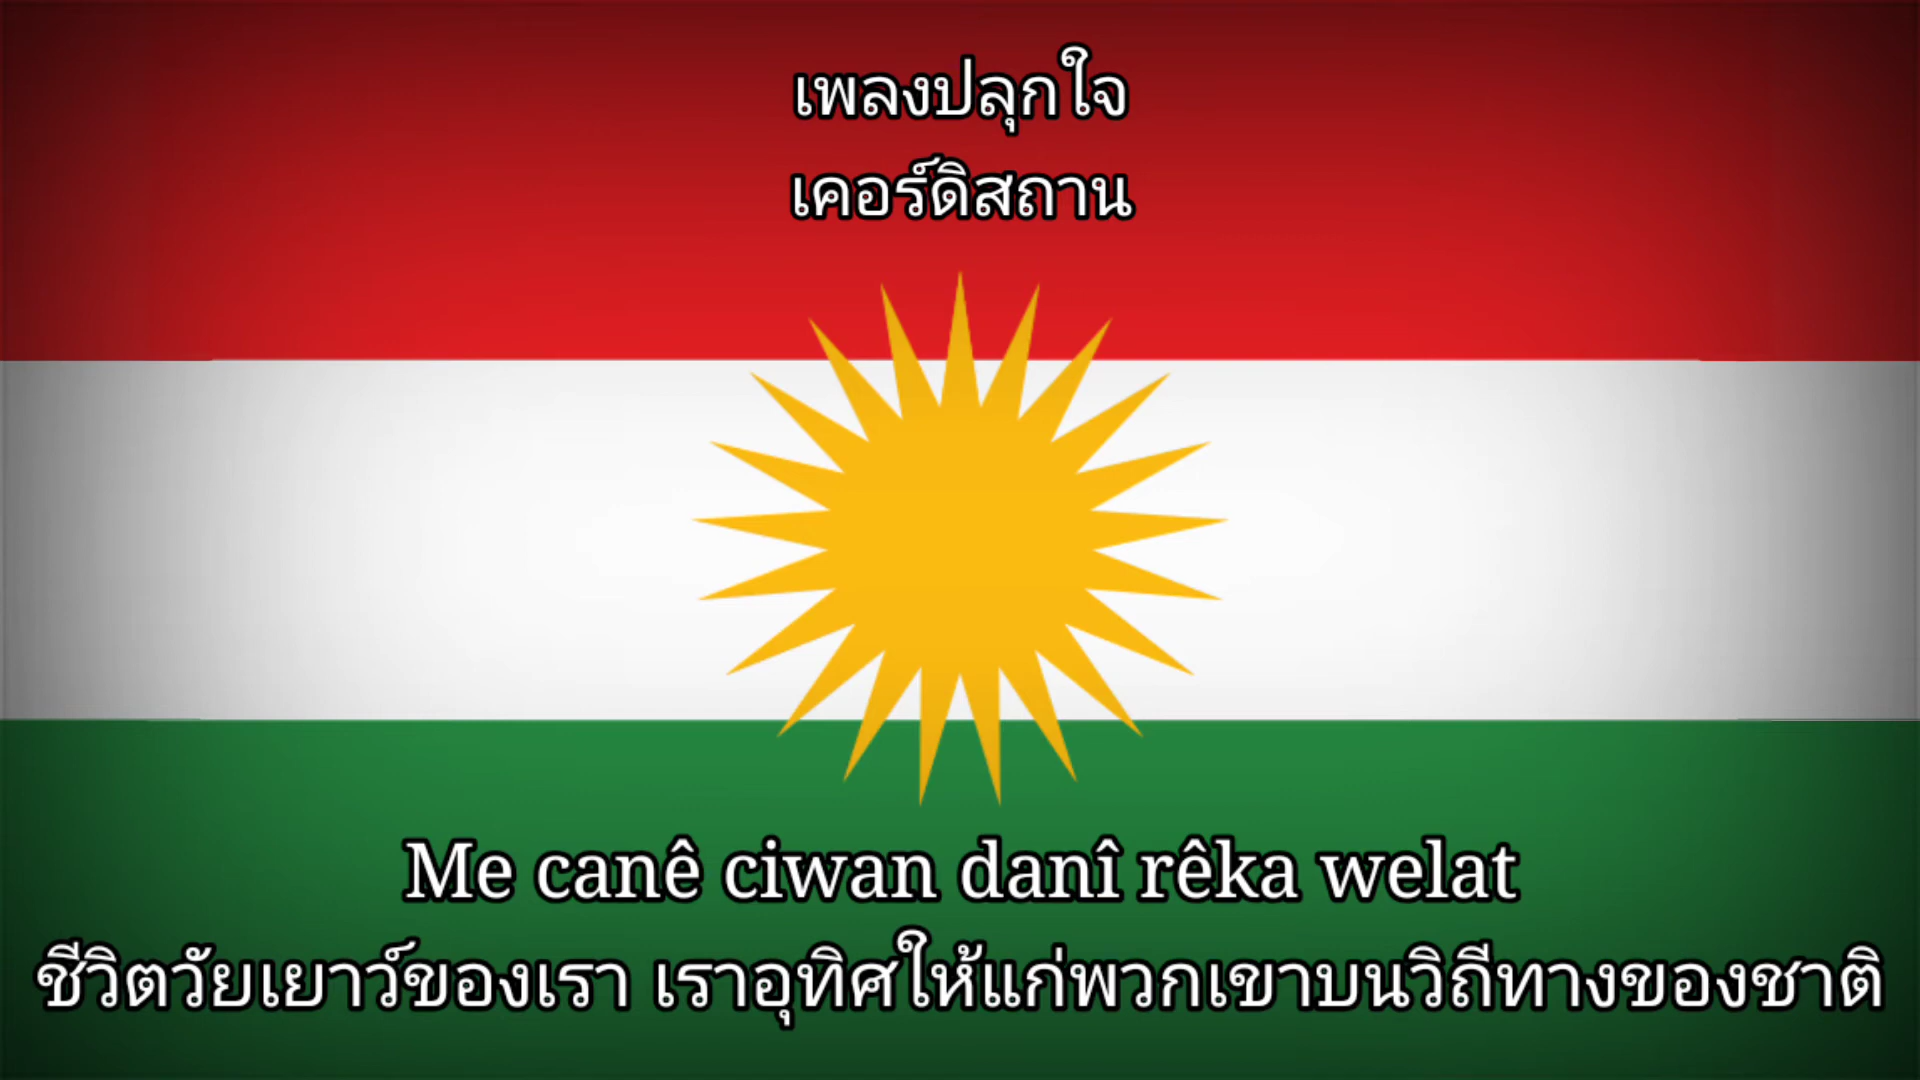 เพลงปลุกใจ
เคอร์ดิสถาน
Me canê ciwan danî rêka welat
ชีวิตวัยเยาว์ของเรา เราอุทิศให้แก่พวกเขาบนวิถีทางของชาติ